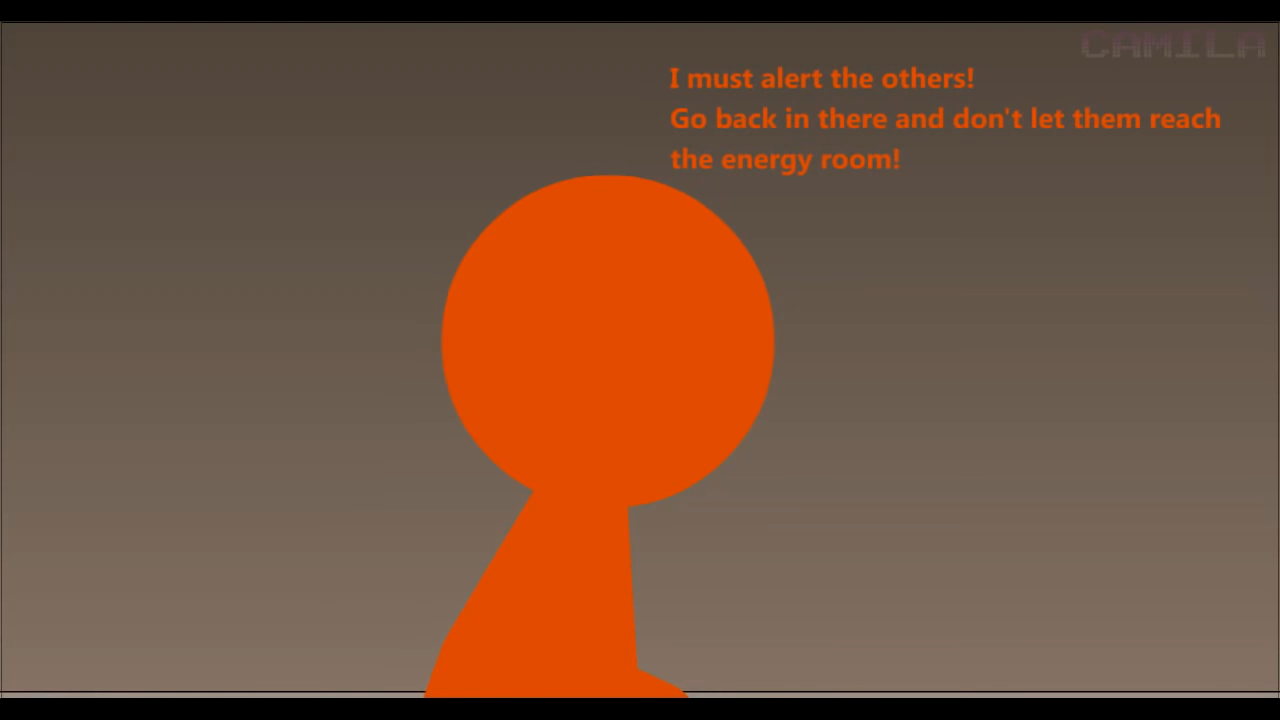 CAMILA
I must alert the others!
Go back in there and don't let them reach
the energy room!